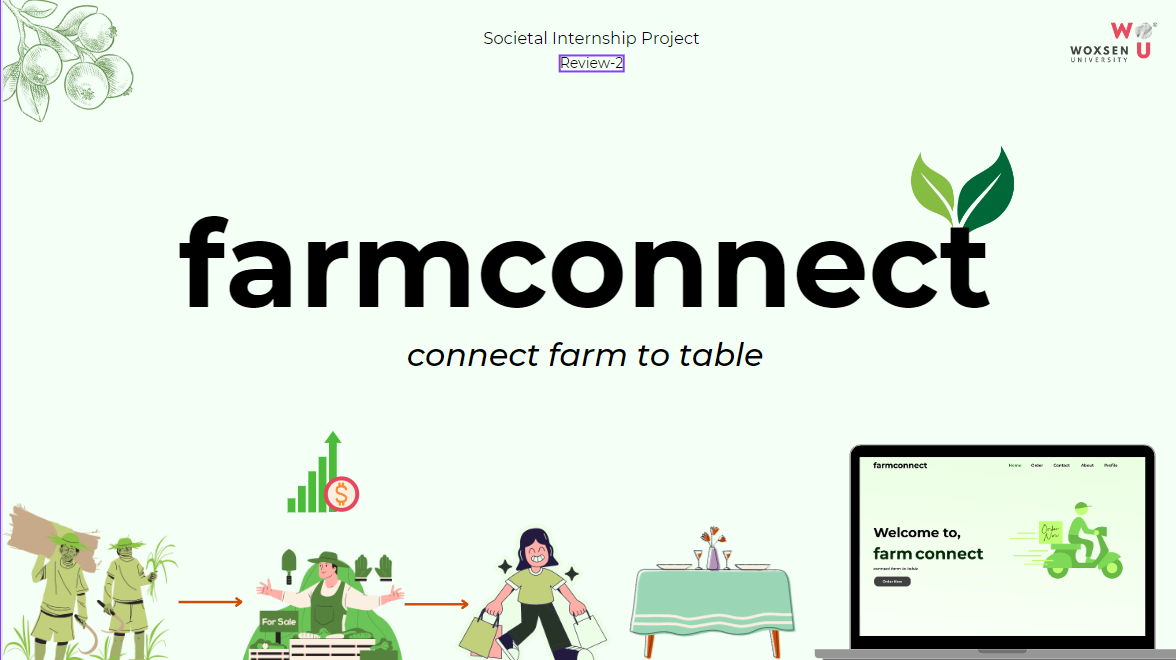 Societal Internship Project
Review-2
W U
WOXSEN
UNIVERSITY
farmconnect
connect farm to table
For Sale
farmconnect
Home Order Contact About Profile
Order Now
Welcome to,
farm connect
connect farm to table
Order Now